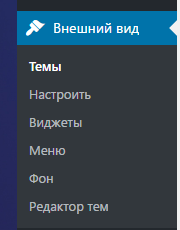 Внешний вид
Темы
Настроить
Виджеты
Меню
Фон
Редактор тем